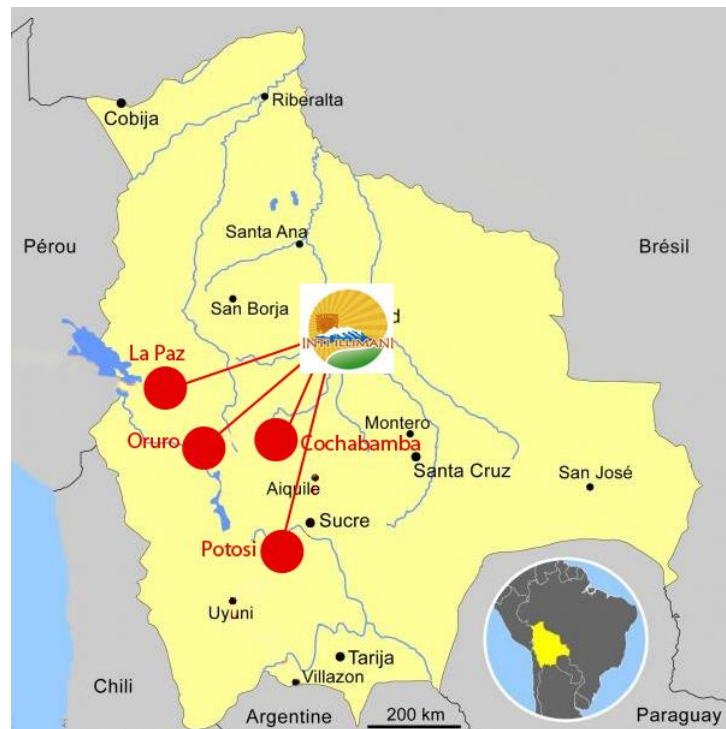 Riberalta
Cobija
Santa Ana
Pérou
Brésil
San Borja
INTI ILLIMANI
d
La Paz
Oruro
Montero
Cochabamba
Santa Cruz
San José
Aiquile
Sucre
Potosi
Uyuni
Tarija
Villazon
Chili
Argentine
200 km
Paraguay